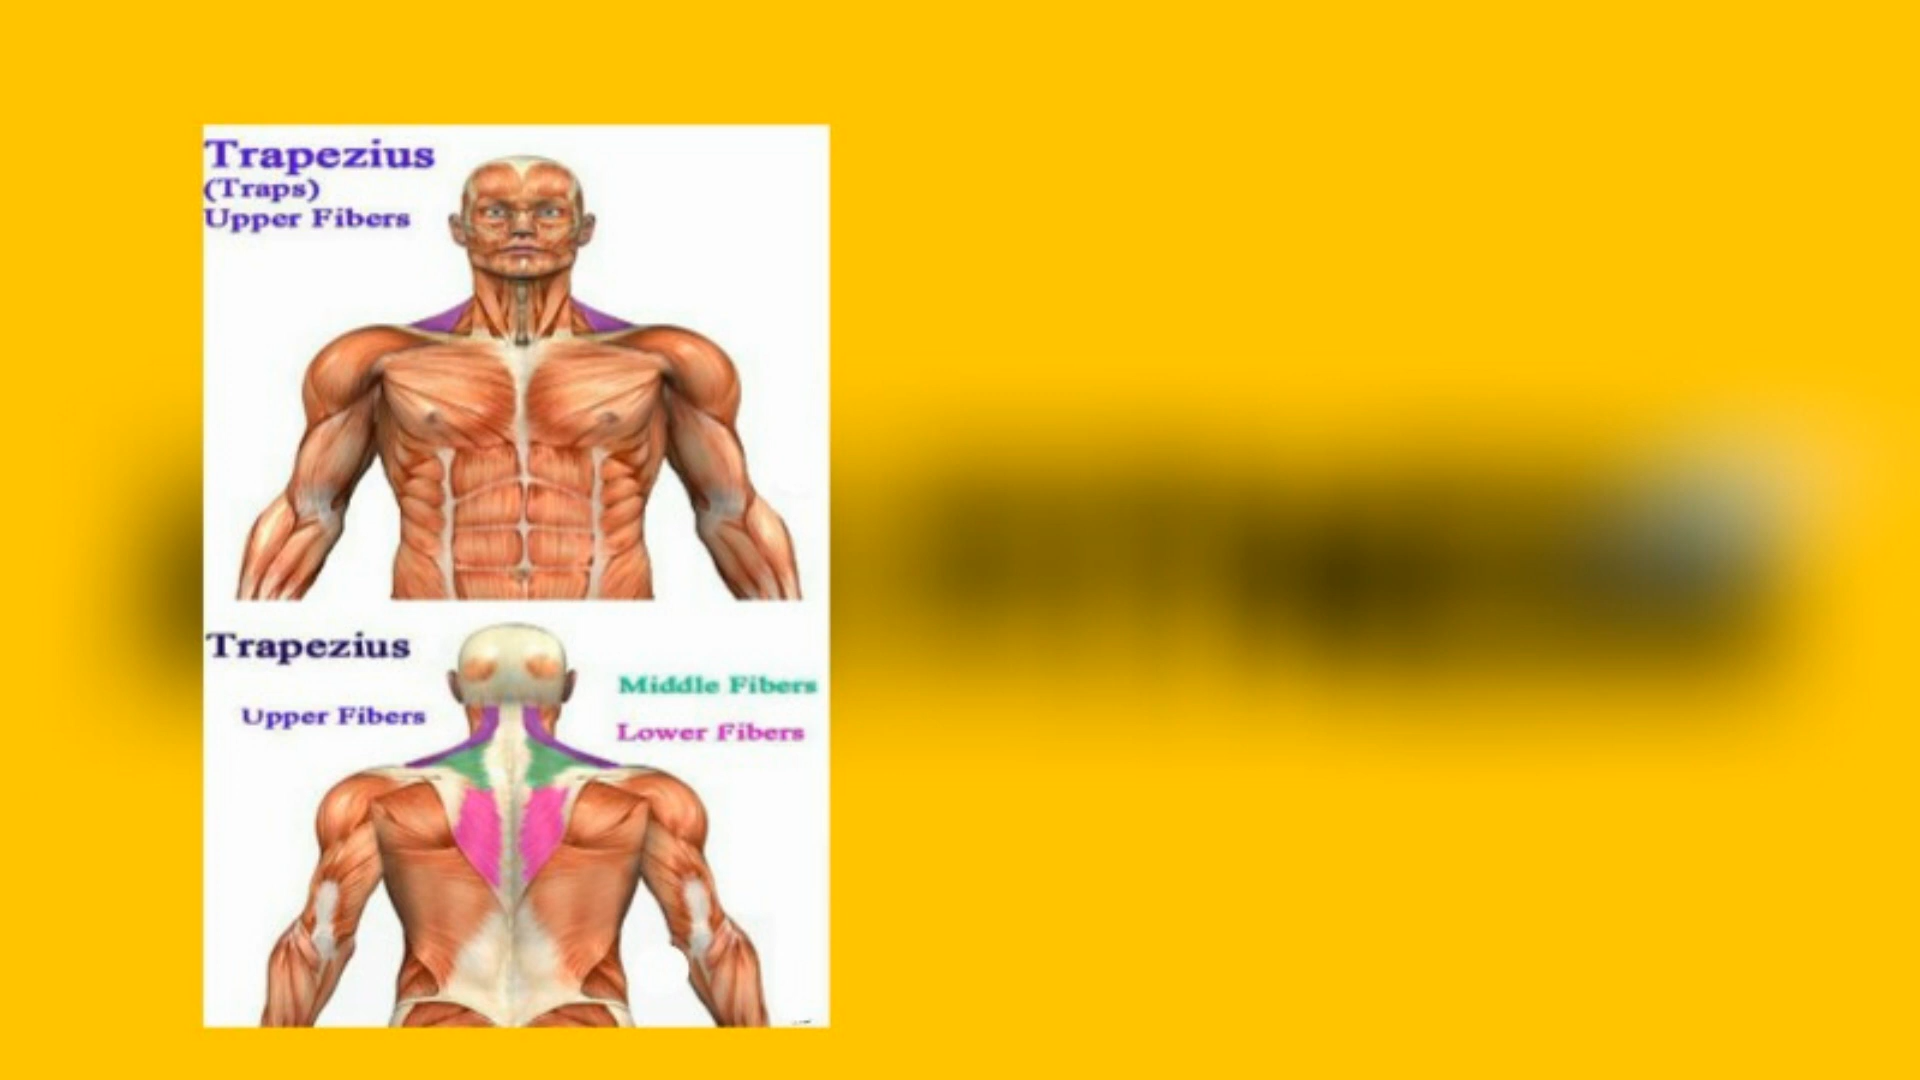 Trapezius
(Traps)
Upper Fibers
Trapezius
Middle Fibers
Upper Fibers
Lower Fibers